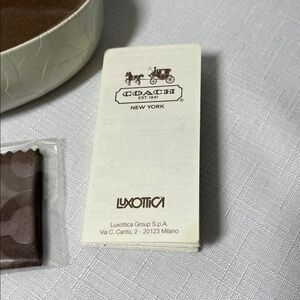 COACH
EST. 1941
®
NEW YORK
LUXOTTICA
Luxottica Group S.p.A.
Via C. Cantù, 2 - 20123 Milano